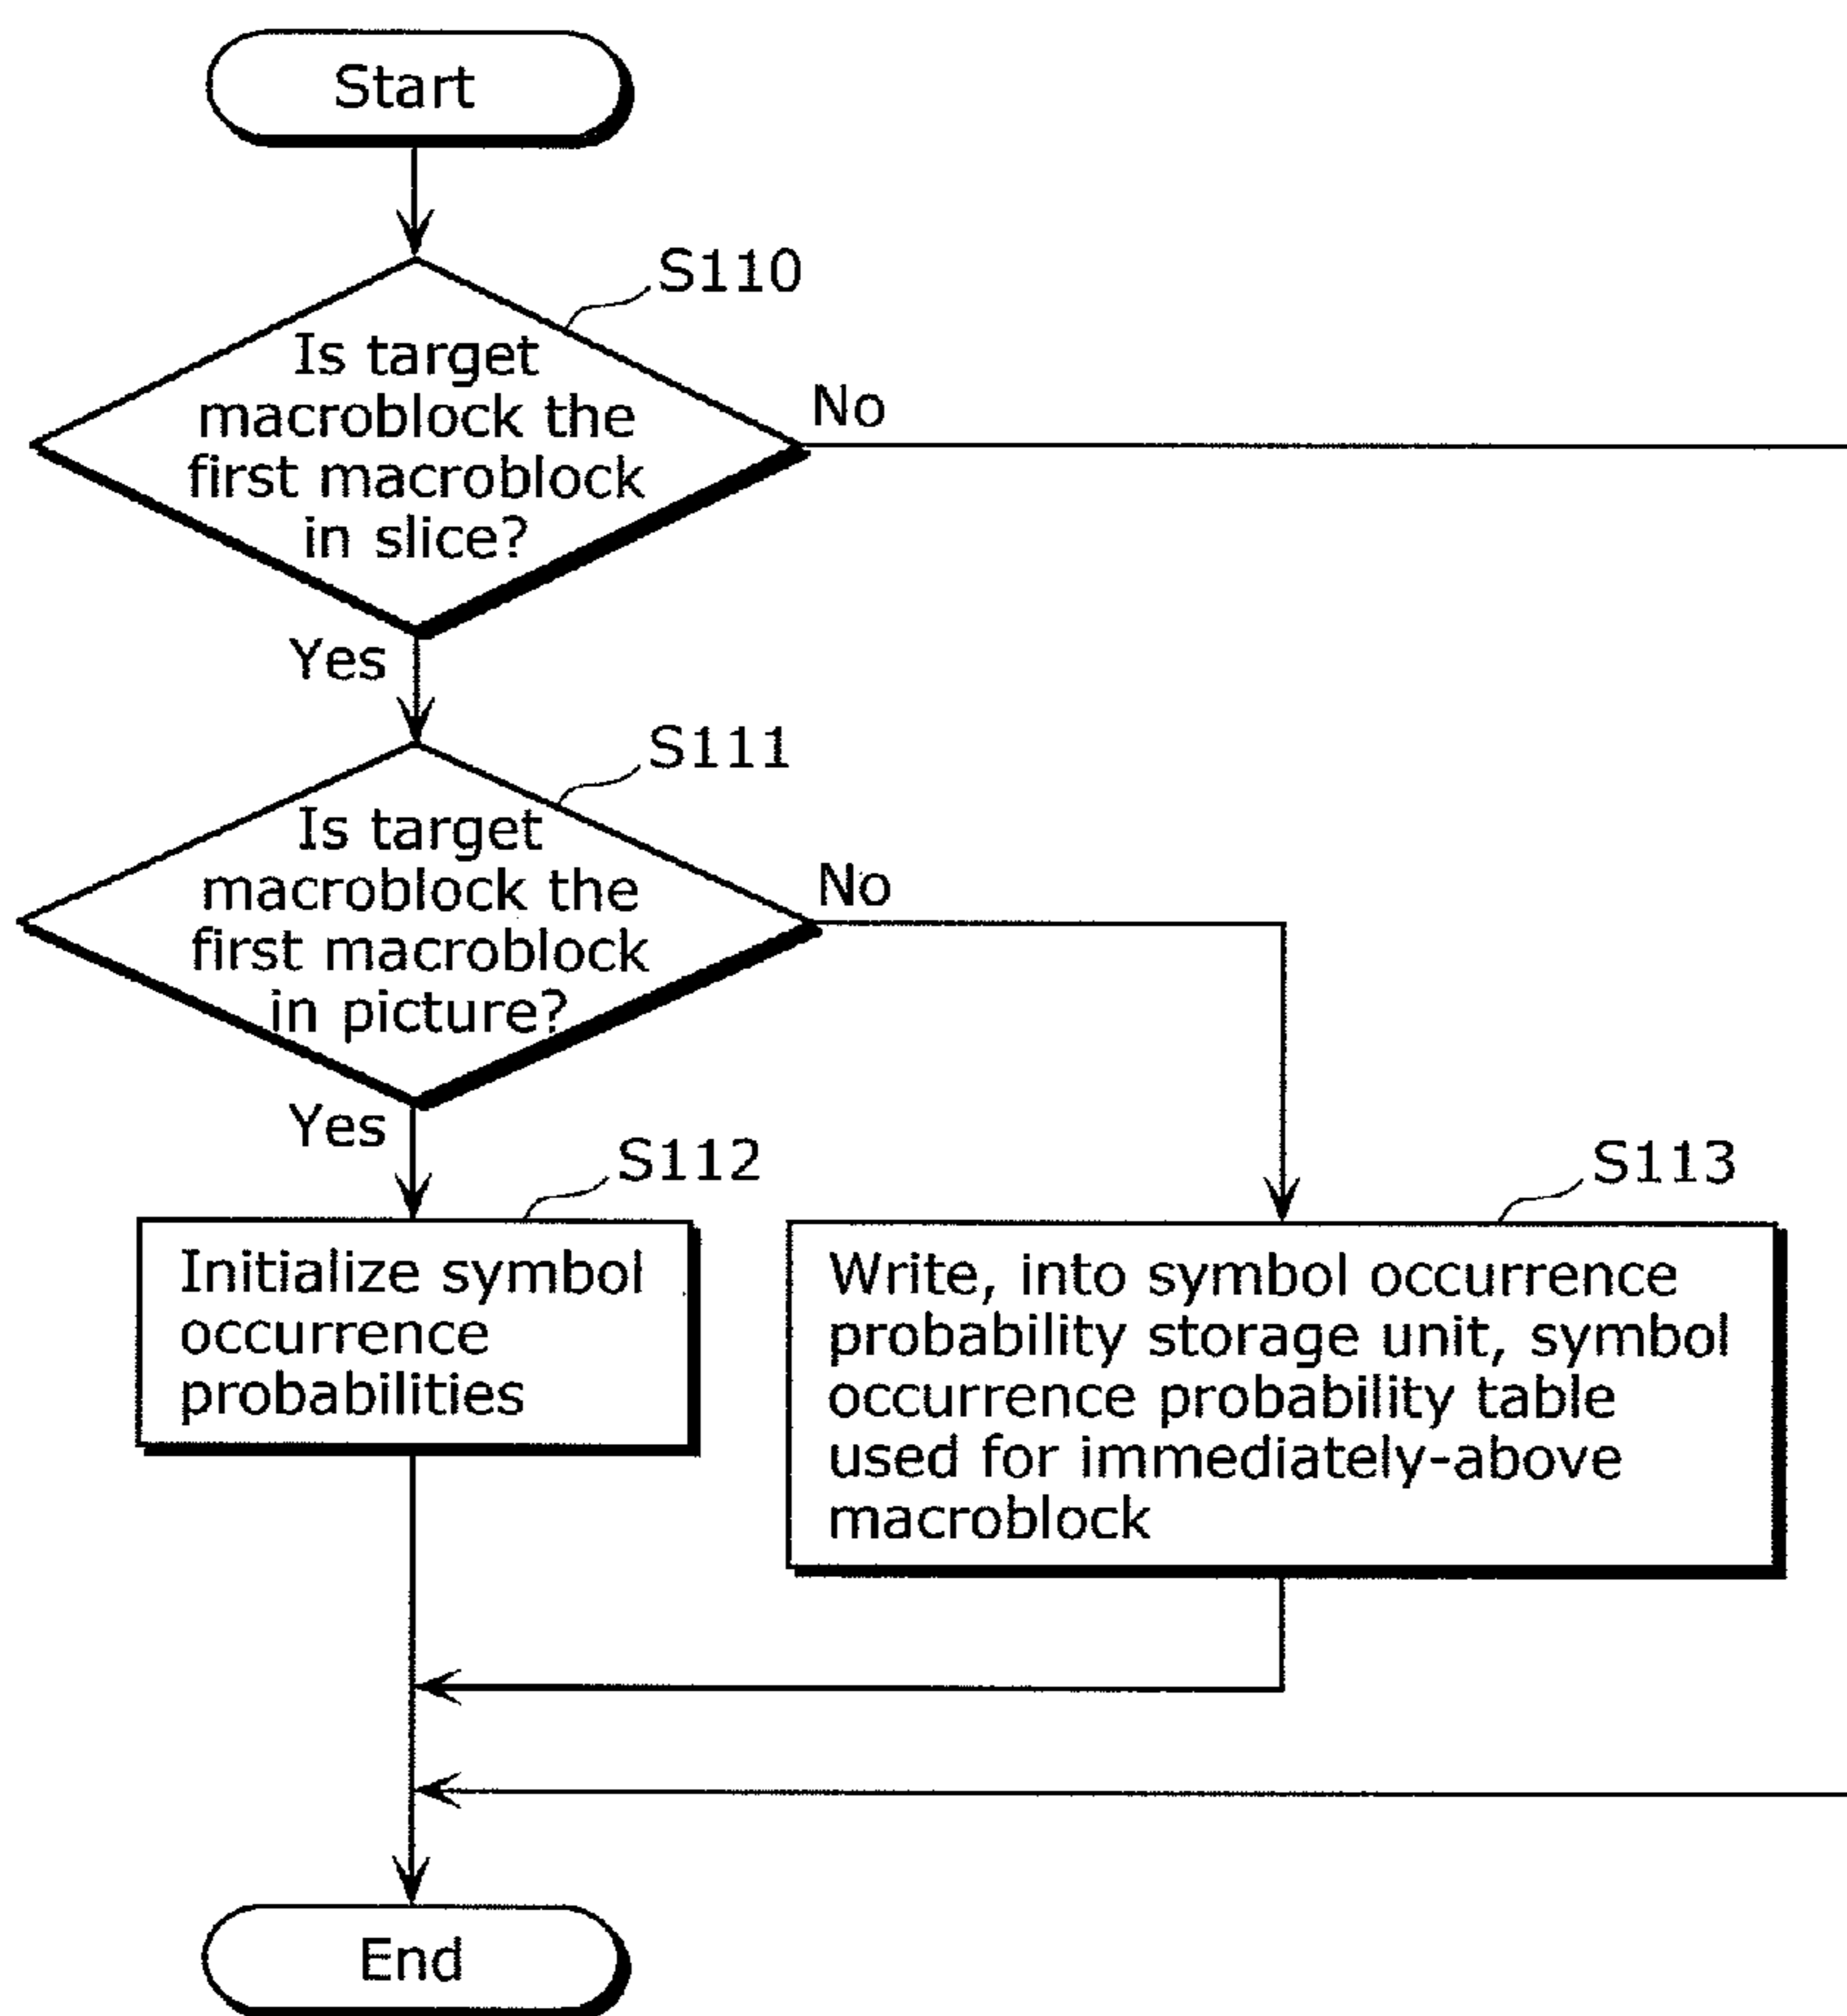 Start
S110
Is target
macroblock the
first macroblock
in slice?
No
Yes
S111
Is target
macroblock the
first macroblock
in picture?
No
Yes
S112
Initialize symbol
occurrence
probabilities
S113
Write, into symbol occurrence
probability storage unit, symbol
occurrence probability table
used for immediately-above
macroblock
End